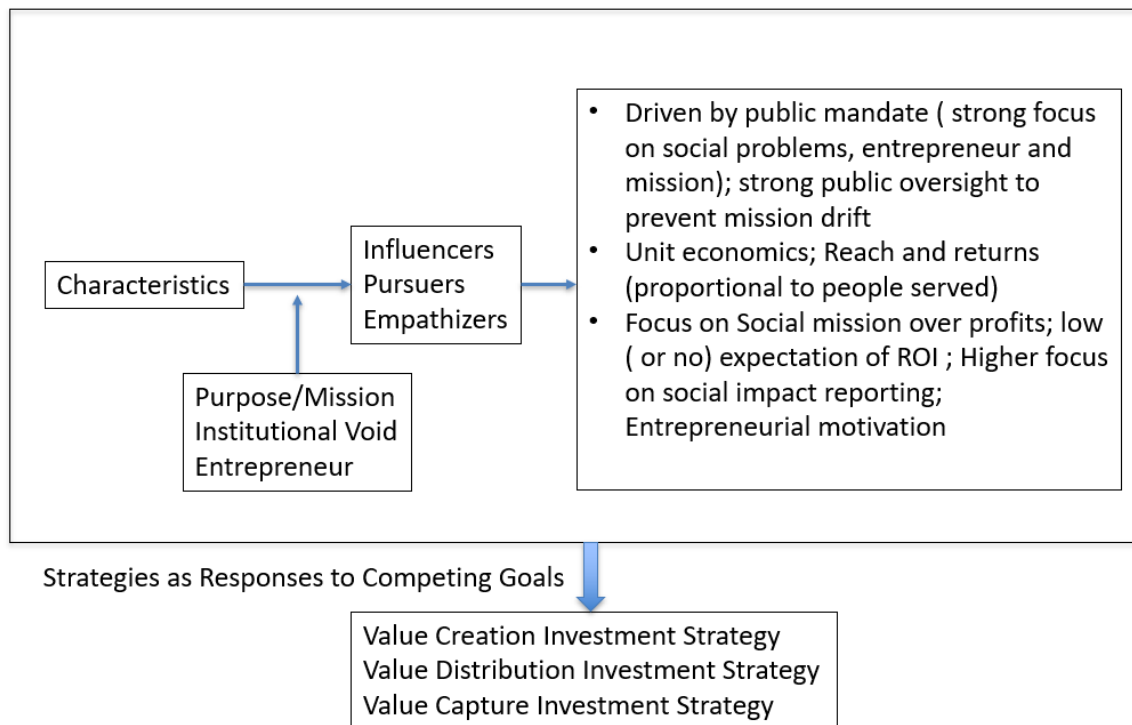 Characteristics
Purpose/Mission
Institutional Void
Entrepreneur
Influencers
Pursuers
Empathizers
• Driven by public mandate ( strong focus
on social problems, entrepreneur and
mission); strong public oversight to
prevent mission drift
• Unit economics; Reach and returns
(proportional to people served)
• Focus on Social mission over profits; low
( or no) expectation of ROI ; Higher focus
on social impact reporting;
Entrepreneurial motivation
Strategies as Responses to Competing Goals
Value Creation Investment Strategy
Value Distribution Investment Strategy
Value Capture Investment Strategy